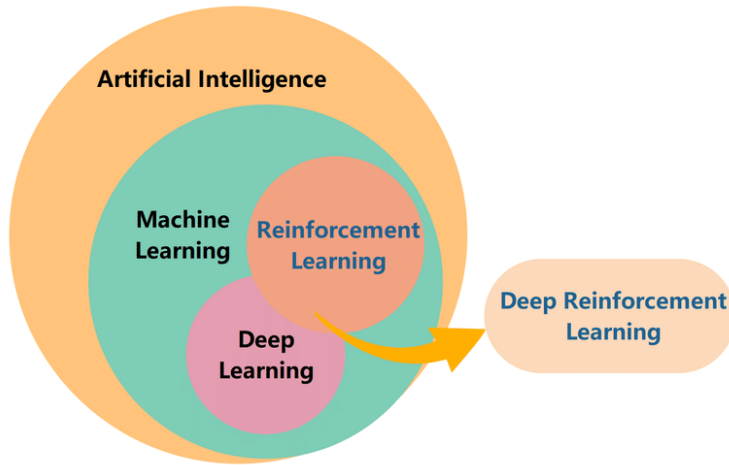 Artificial Intelligence
Machine
Learning
Reinforcement
Learning
Deep
Learning
Deep Reinforcement
Learning